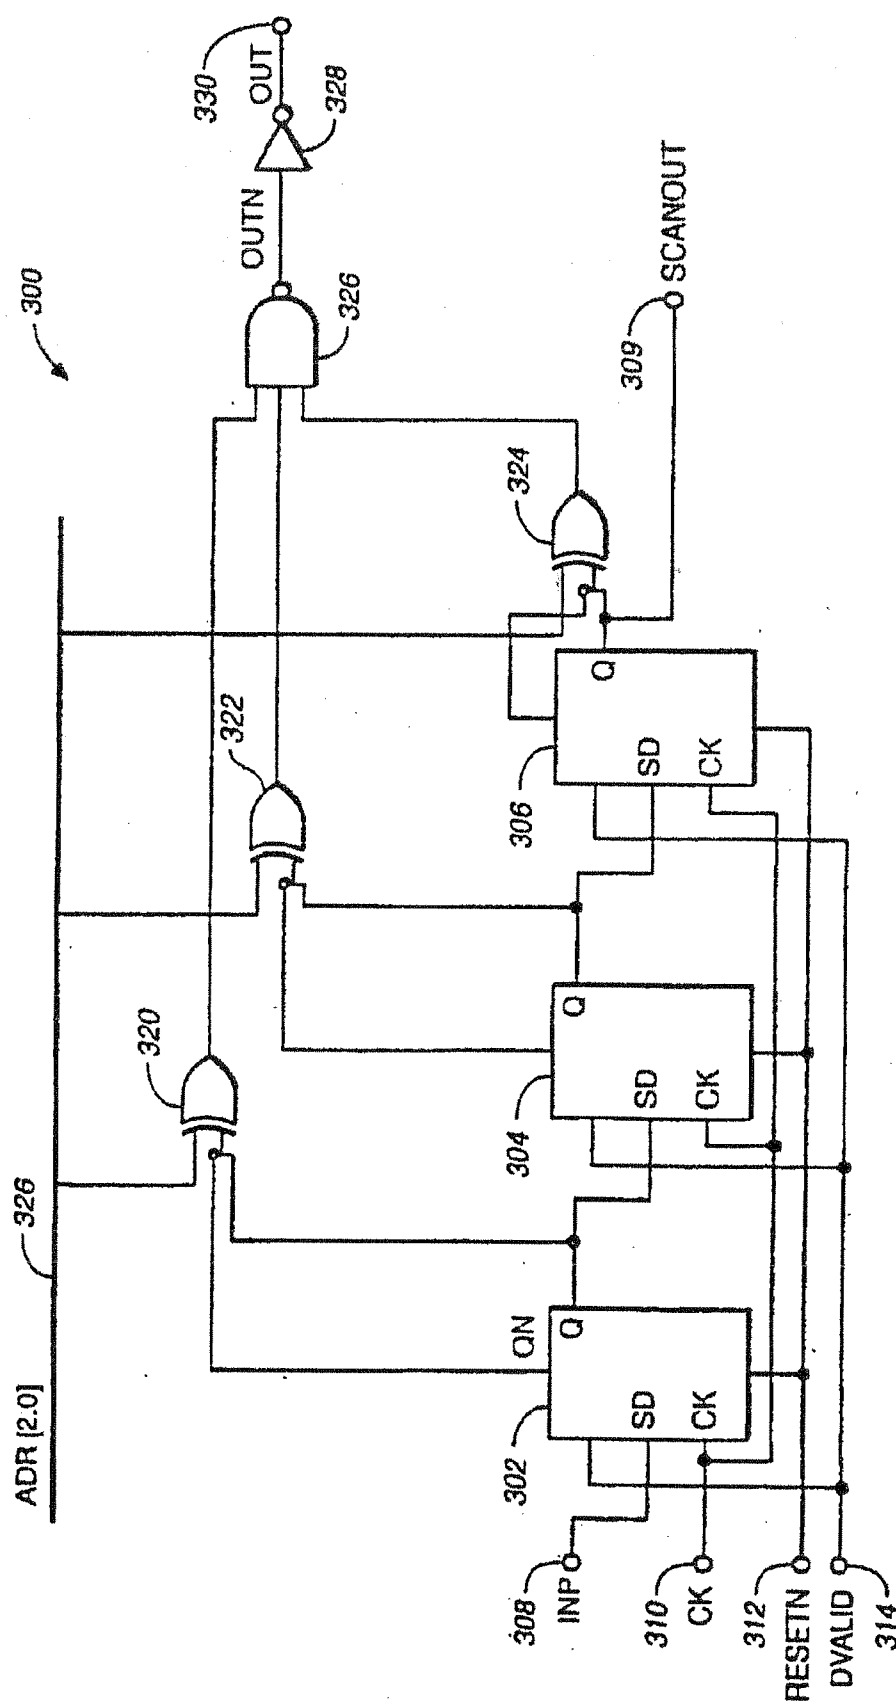 300
ADR [2.0]
326
320
322
324
326
OUTN
328
OUT
330
302
QN
Q
SD
CK
304
Q
SD
CK
306
Q
SD
CK
309
SCANOUT
308
INP
310
CK
312
RESETN
DVALID
314